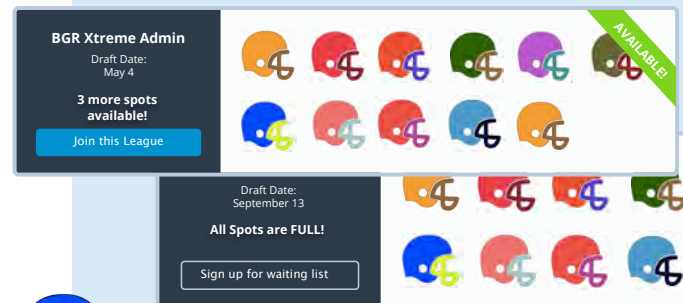 BGR Xtreme Admin
Draft Date:
May 4
3 more spots
available!
Join this League
AVAILABLE!
Draft Date:
September 13
All Spots are FULL!
Sign up for waiting list